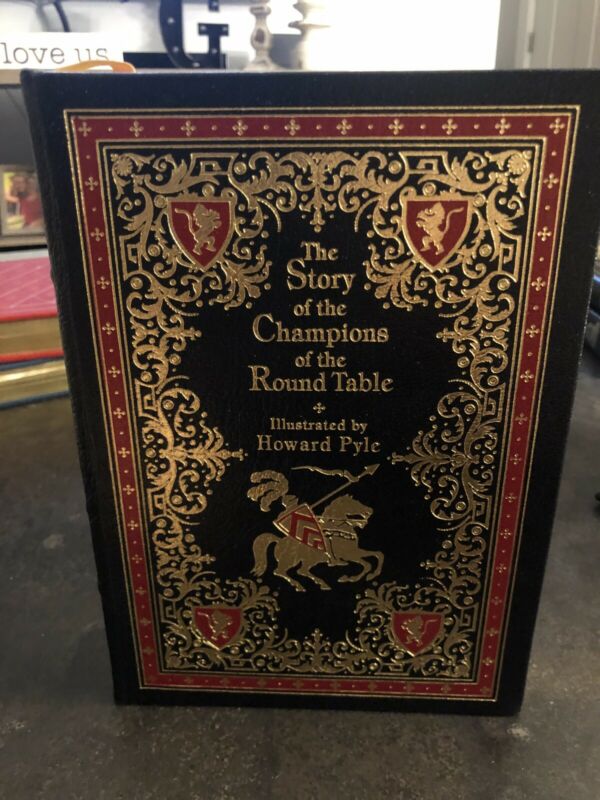 love us
G
The
Story
of the
Champions
of the
Round Table
Illustrated by
Howard Pyle